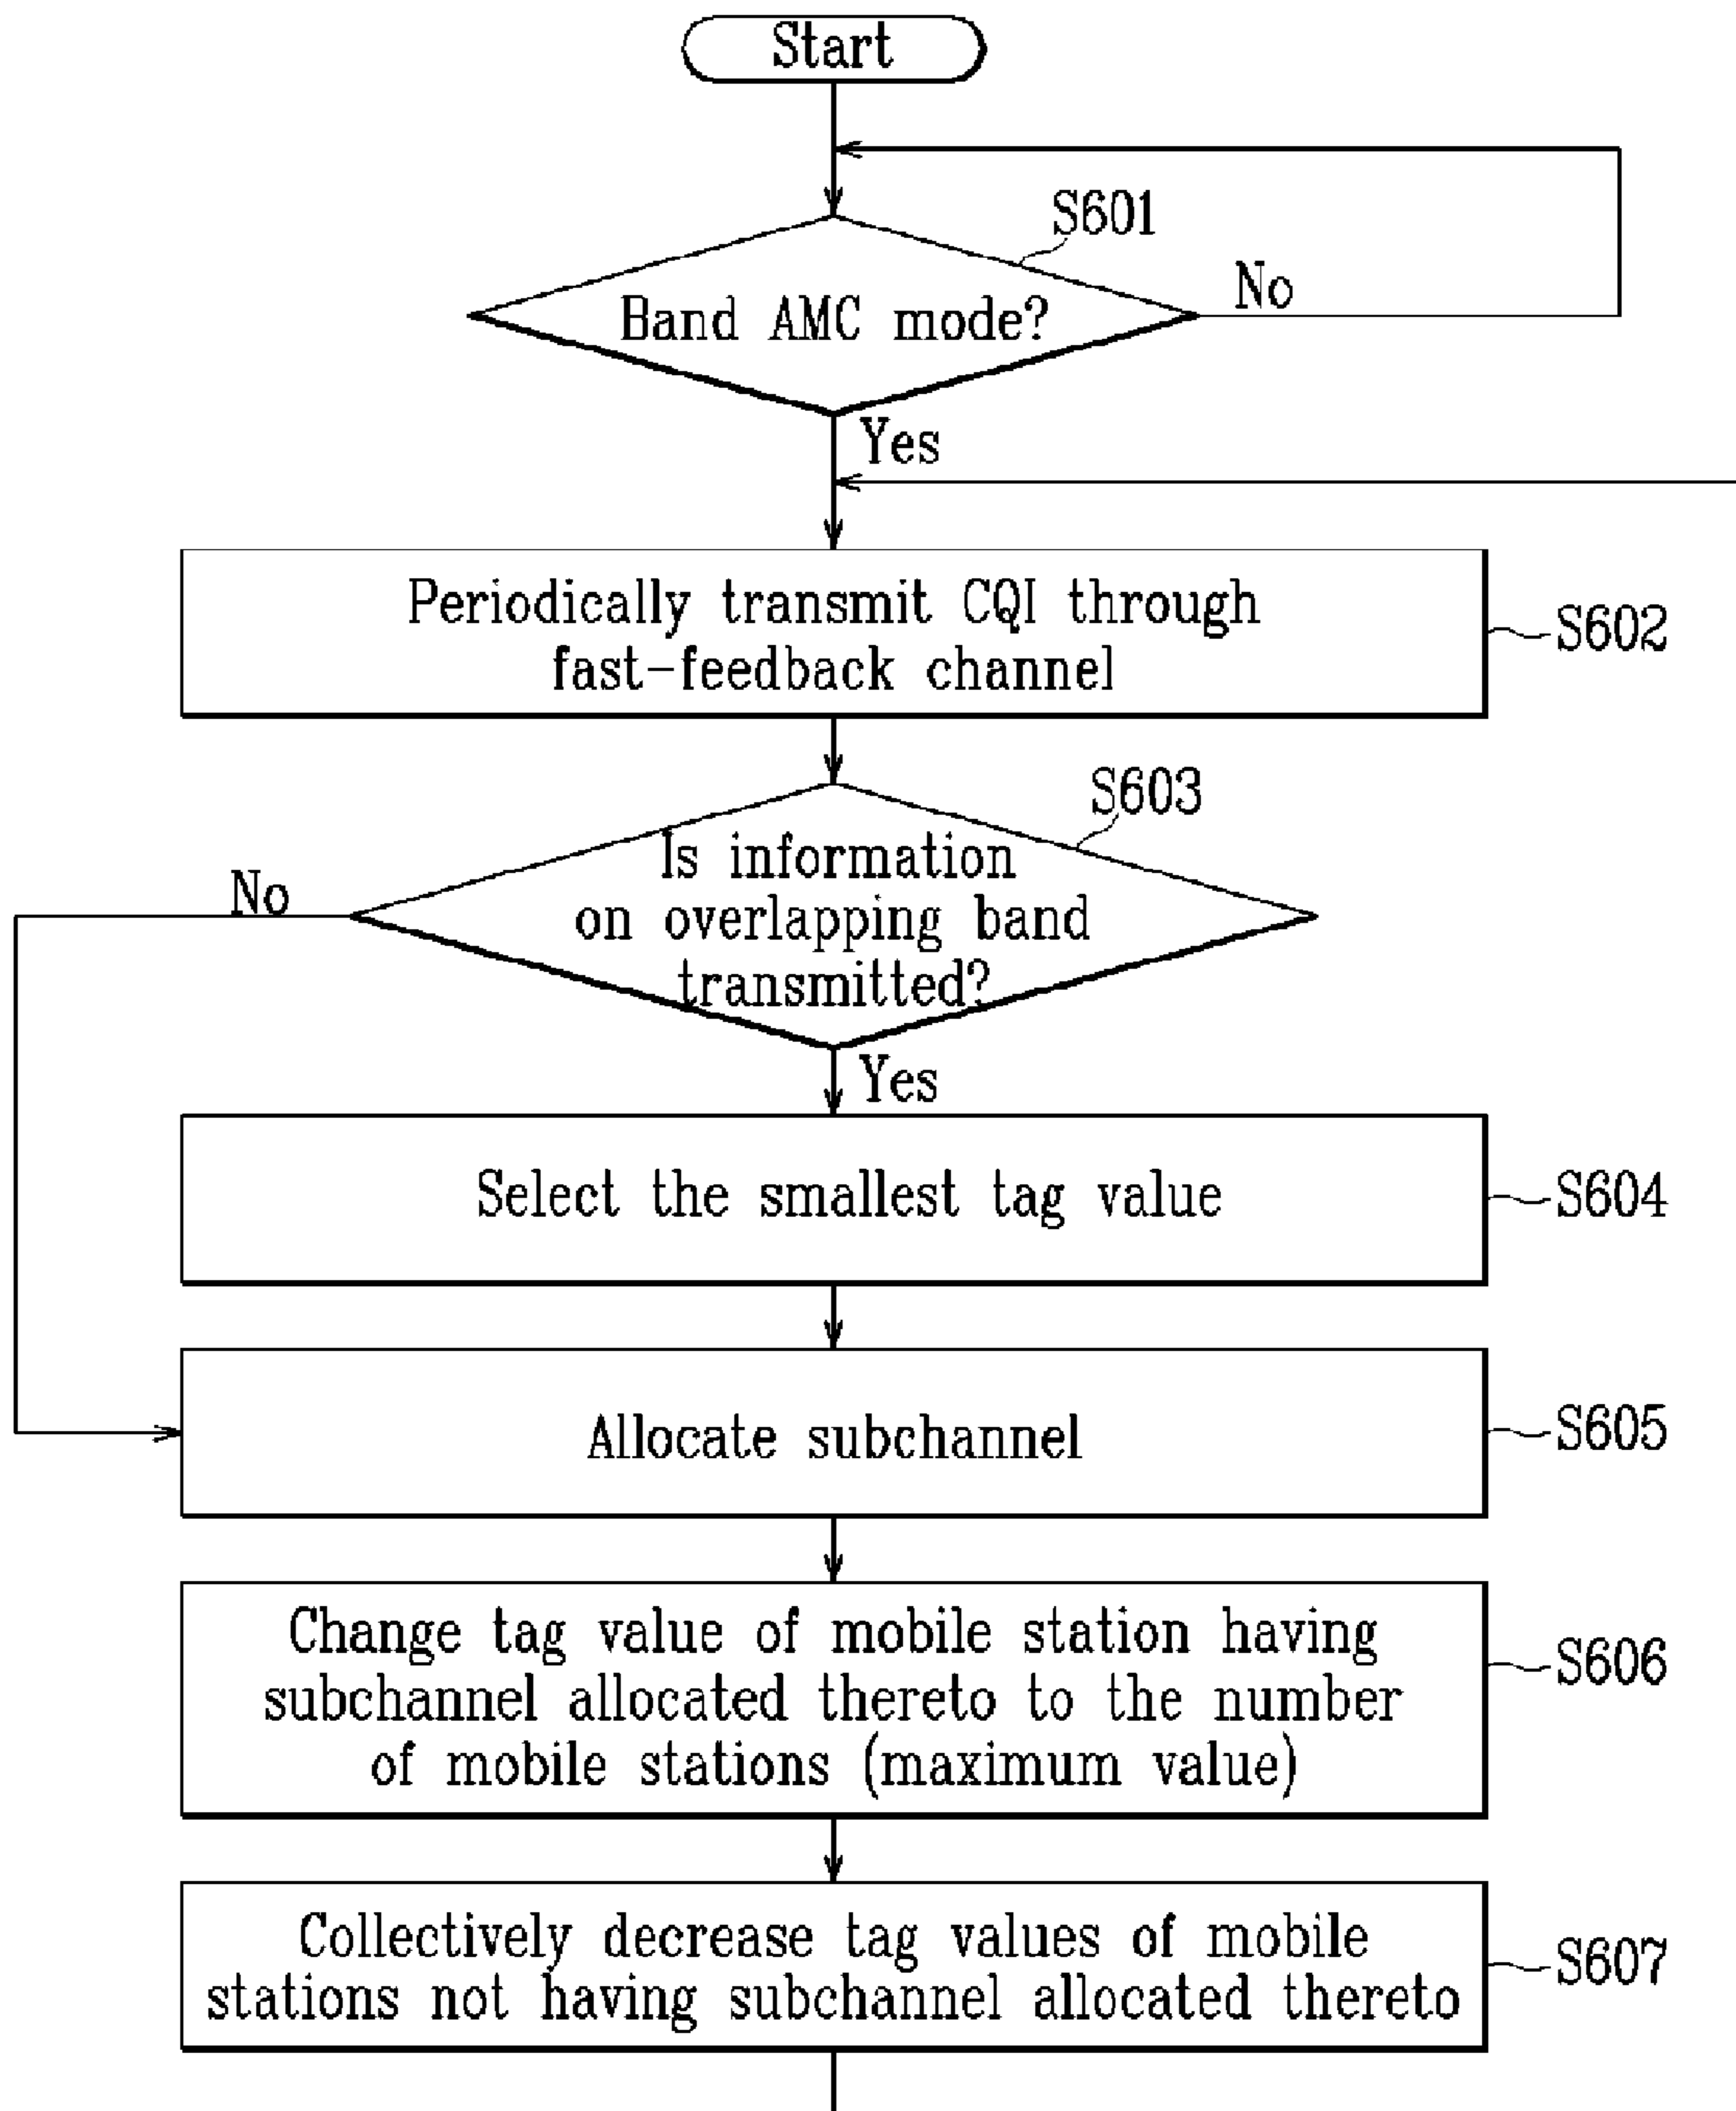 Start
S601
Band AMC mode?
No
Yes
Periodically transmit CQI through
fast-feedback channel
S602
S603
Is information
on overlapping band
transmitted?
No
Yes
Select the smallest tag value
S604
Allocate subchannel
S605
Change tag value of mobile station having
subchannel allocated thereto to the number
of mobile stations (maximum value)
S606
Collectively decrease tag values of mobile
stations not having subchannel allocated thereto
S607